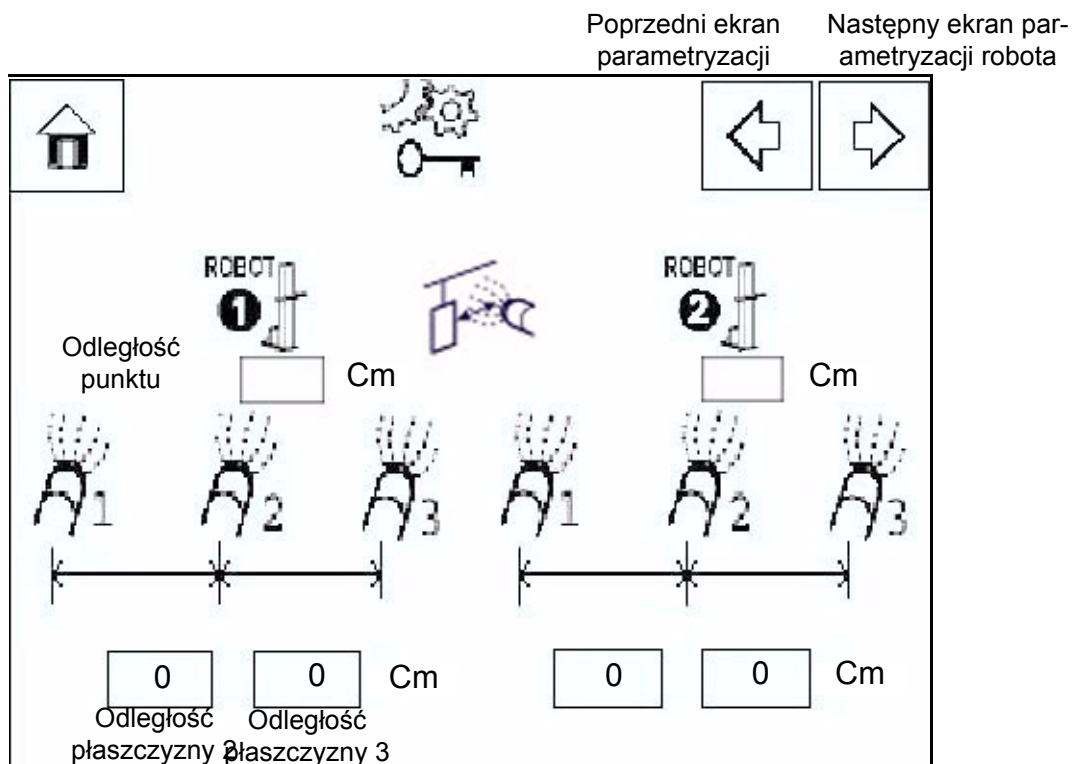 Poprzedni ekran
parametryzacji
Następny ekran par-
ametryzacji robota
ROBOT
1
ROBOT
2
Odległość
punktu
Cm
Cm
1 2 3 1 2 3
0 0 Cm 0 0 Cm
Odległość
płaszczyzny 2
Odległość
płaszczyzny 3